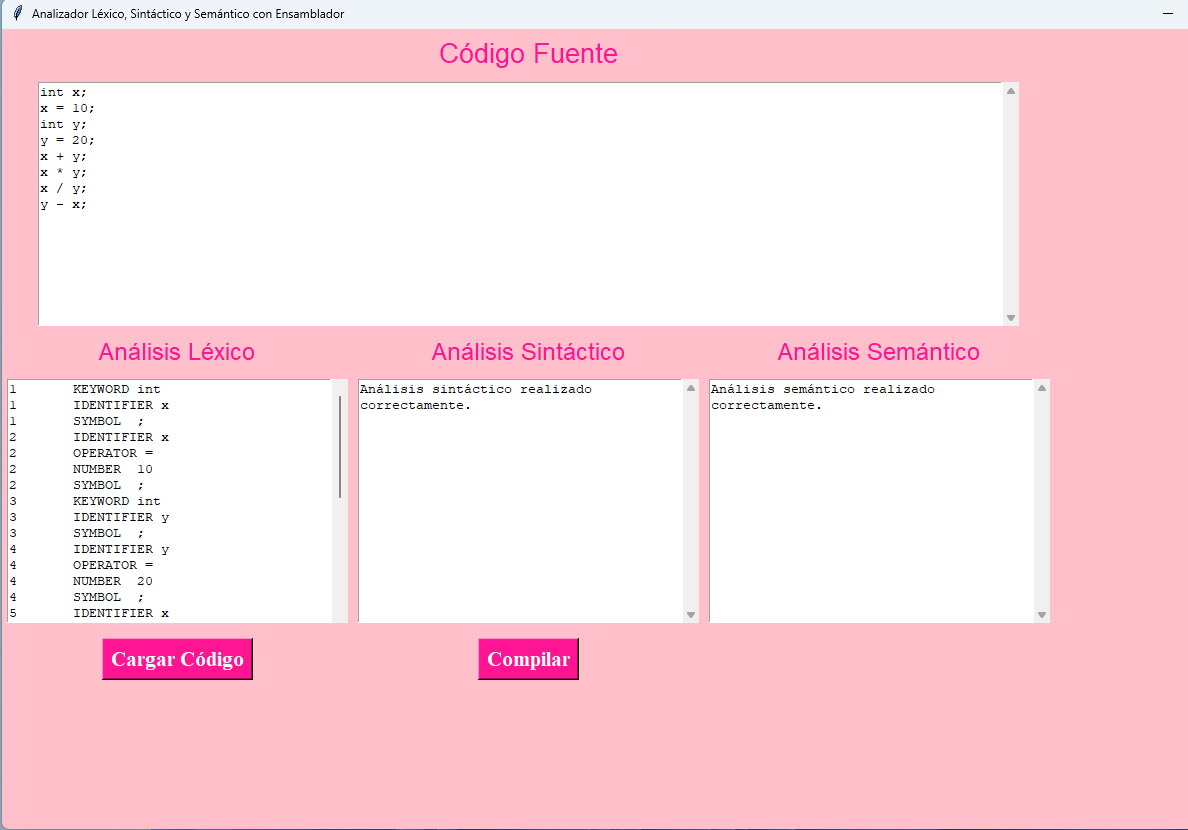 Analizador Léxico, Sintáctico y Semántico con Ensamblador
Código Fuente
int x;
x = 10;
int y;
y = 20;
x + y;
x * y;
x / y;
y - x;
Análisis Léxico
1 KEYWORD int
1 IDENTIFIER x
1 SYMBOL ;
2 IDENTIFIER x
2 OPERATOR =
2 NUMBER 10
2 SYMBOL ;
3 KEYWORD int
3 IDENTIFIER y
3 SYMBOL ;
4 IDENTIFIER y
4 OPERATOR =
4 NUMBER 20
4 SYMBOL ;
5 IDENTIFIER x
Análisis Sintáctico
Análisis sintáctico realizado
correctamente.
Análisis Semántico
Análisis semántico realizado
correctamente.
Cargar Código
Compilar